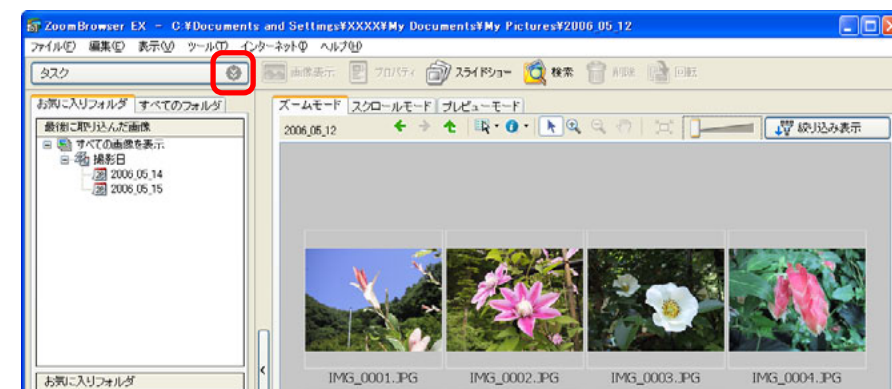 ZoomBrowser EX - C:¥Documents and Settings¥XXXX¥My Documents¥My Pictures¥2006_05_12
ファイル(F) 編集(E) 表示(V) ツール(T) インターネット(I) ヘルプ(H)
タスク 画像表示 プロパティ スライドショー 検索 削除 回転
お気に入りフォルダ すべてのフォルダ ズームモード スクロールモード プレビューモード
最後に取り込んだ画像
2006_05_12 絞り込み表示
すべての画像を表示
撮影日
2006_05_14
2006_05_15
お気に入りフォルダ
IMG_0001.JPG IMG_0002.JPG IMG_0003.JPG IMG_0004.JPG